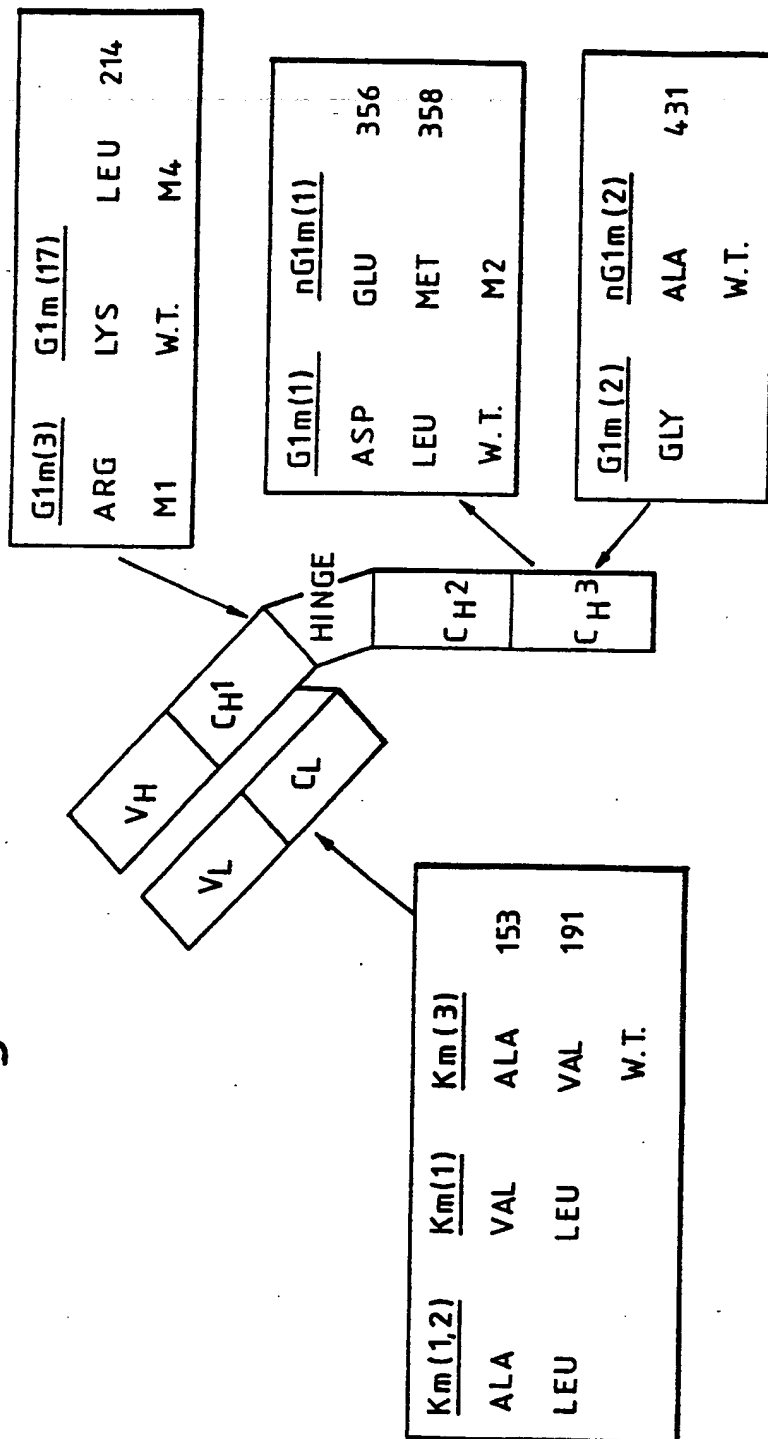 G1m(3) G1m(17)
ARG LYS LEU 214
M1 W.T. M4
VH
CH1
VL
CL
HINGE
CH2
CH3
G1m(1) nG1m(1)
ASP GLU 356
LEU MET 358
W.T. M2
Km(1,2) Km(1) Km(3)
ALA VAL ALA 153
LEU LEU VAL 191
W.T.
G1m(2) nG1m(2)
GLY ALA 431
W.T.